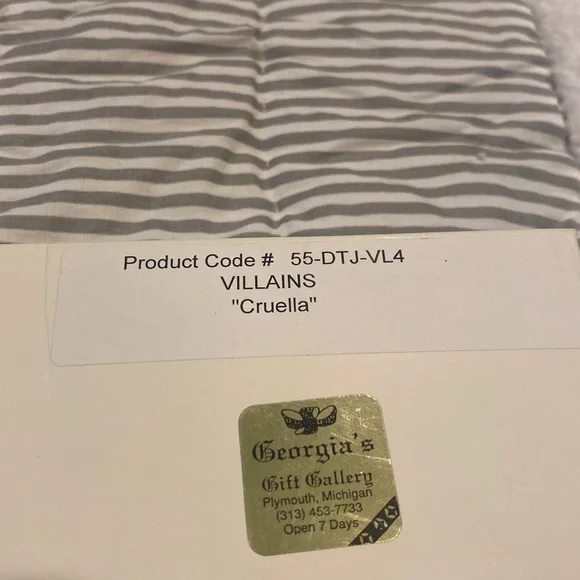 Product Code # 55-DTJ-VL4
VILLAINS
"Cruella"
Georgia's
Gift Gallery
Plymouth, Michigan
(313) 453-7733
Open 7 Days